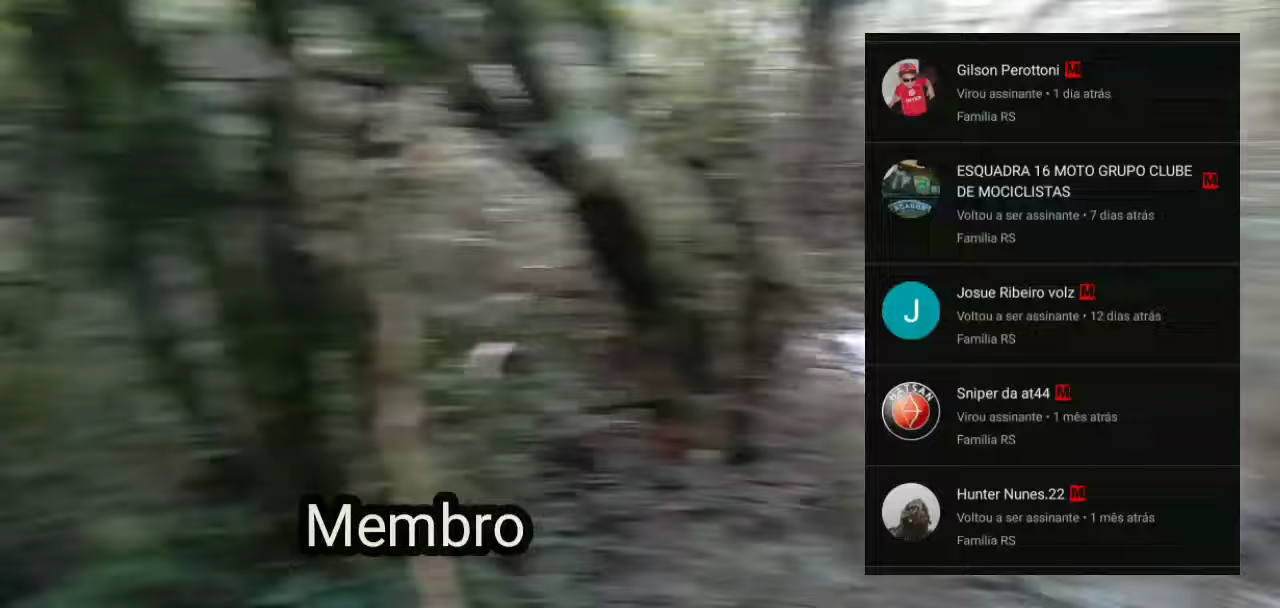 Gilson Perottoni M
Virou assinante • 1 dia atrás
Família RS
ESQUADRA 16 MOTO GRUPO CLUBE
DE MOCICLISTAS M
Voltou a ser assinante • 7 dias atrás
Família RS
J
Josue Ribeiro volz M
Voltou a ser assinante • 12 dias atrás
Família RS
HATSAN
Sniper da at44 M
Virou assinante • 1 mês atrás
Família RS
Hunter Nunes.22 M
Voltou a ser assinante • 1 mês atrás
Família RS
Membro